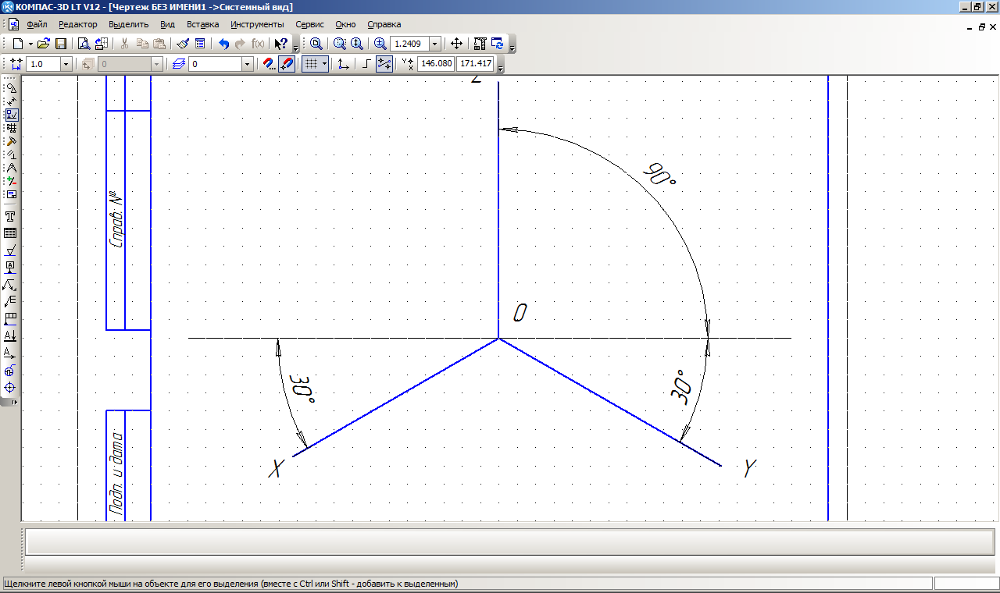 КОМПАС-3D LT V12 - [Чертеж БЕЗ ИМЕНИ1 ->Системный вид]
Файл Редактор Выделить Вид Вставка Инструменты Сервис Окно Справка
f(x) 1.2409
1.0 0 0 146.080 171.417
Z
90°
Справ. №
0
30°
30°
X
Y
Подп. и дата
Щелкните левой кнопкой мыши на объекте для его выделения (вместе с Ctrl или Shift - добавить к выделенным)